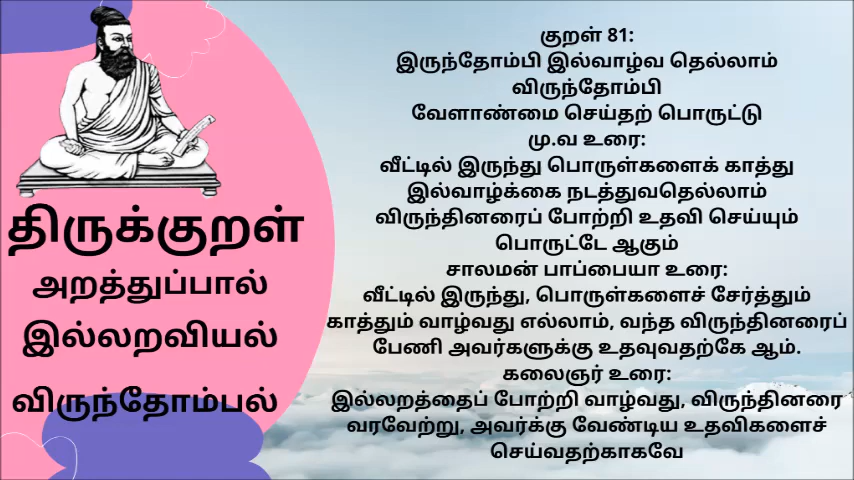 திருக்குறள்
அறத்துப்பால்
இல்லறவியல்
விருந்தோம்பல்
குறள் 81:
இருந்தோம்பி இல்வாழ்வ தெல்லாம்
விருந்தோம்பி
வேளாண்மை செய்தற் பொருட்டு
மு.வ உரை:
வீட்டில் இருந்து பொருள்களைக் காத்து
இல்வாழ்க்கை நடத்துவதெல்லாம்
விருந்தினரைப் போற்றி உதவி செய்யும்
பொருட்டே ஆகும்
சாலமன் பாப்பையா உரை:
வீட்டில் இருந்து, பொருள்களைச் சேர்த்தும்
காத்தும் வாழ்வது எல்லாம், வந்த விருந்தினரைப்
பேணி அவர்களுக்கு உதவுவதற்கே ஆம்.
கலைஞர் உரை:
இல்லறத்தைப் போற்றி வாழ்வது, விருந்தினரை
வரவேற்று, அவர்க்கு வேண்டிய உதவிகளைச்
செய்வதற்காகவே